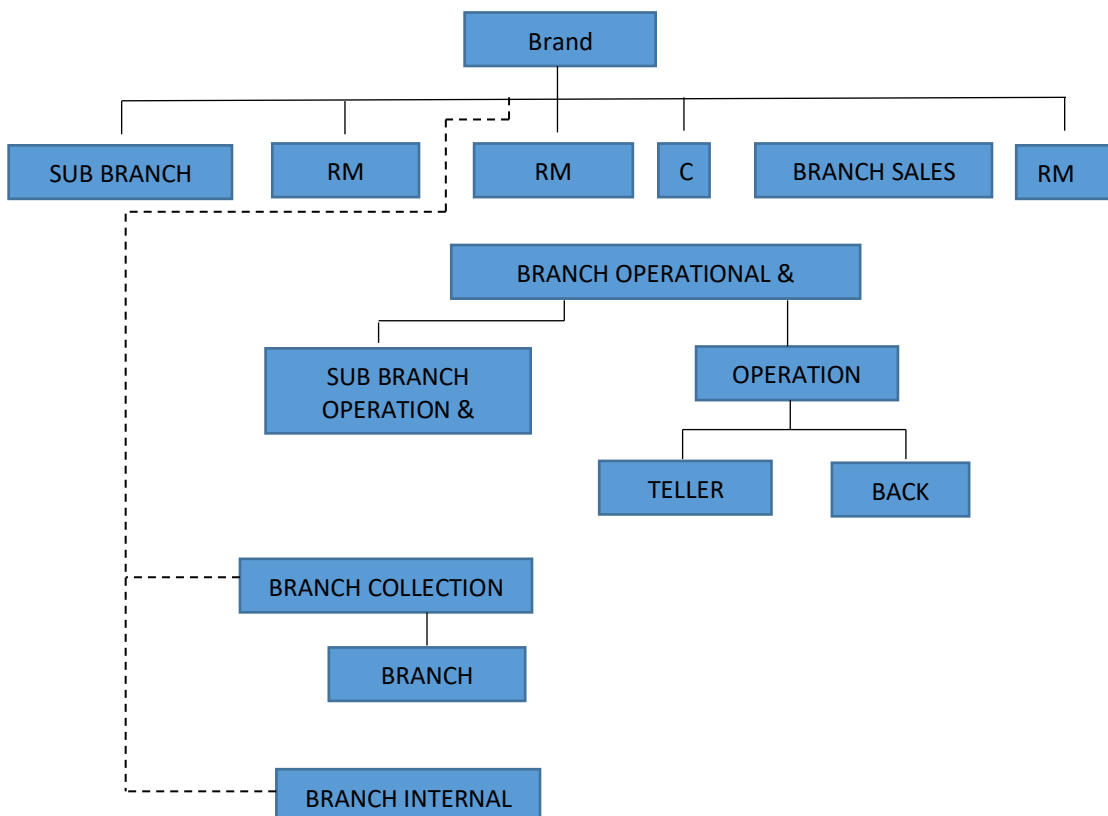 Brand
SUB BRANCH
RM
RM
C
BRANCH SALES
RM
BRANCH OPERATIONAL &
SUB BRANCH
OPERATION &
OPERATION
TELLER
BACK
BRANCH COLLECTION
BRANCH
BRANCH INTERNAL